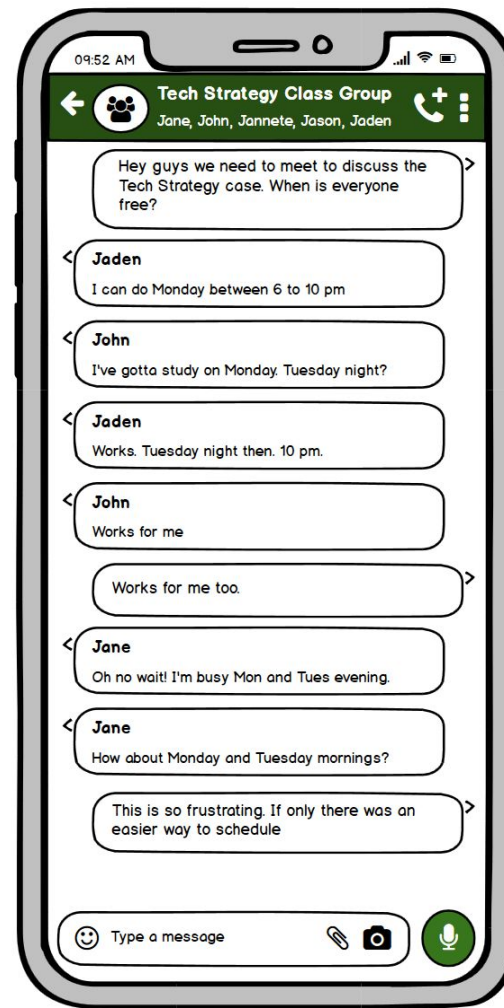 09:52 AM
Tech Strategy Class Group
Jane, John, Jannete, Jason, Jaden
Hey guys we need to meet to discuss the
Tech Strategy case. When is everyone
free?
Jaden
I can do Monday between 6 to 10 pm
John
I've gotta study on Monday. Tuesday night?
Jaden
Works. Tuesday night then. 10 pm.
John
Works for me
Works for me too.
Jane
Oh no wait! I'm busy Mon and Tues evening.
Jane
How about Monday and Tuesday mornings?
This is so frustrating. If only there was an
easier way to schedule
Type a message